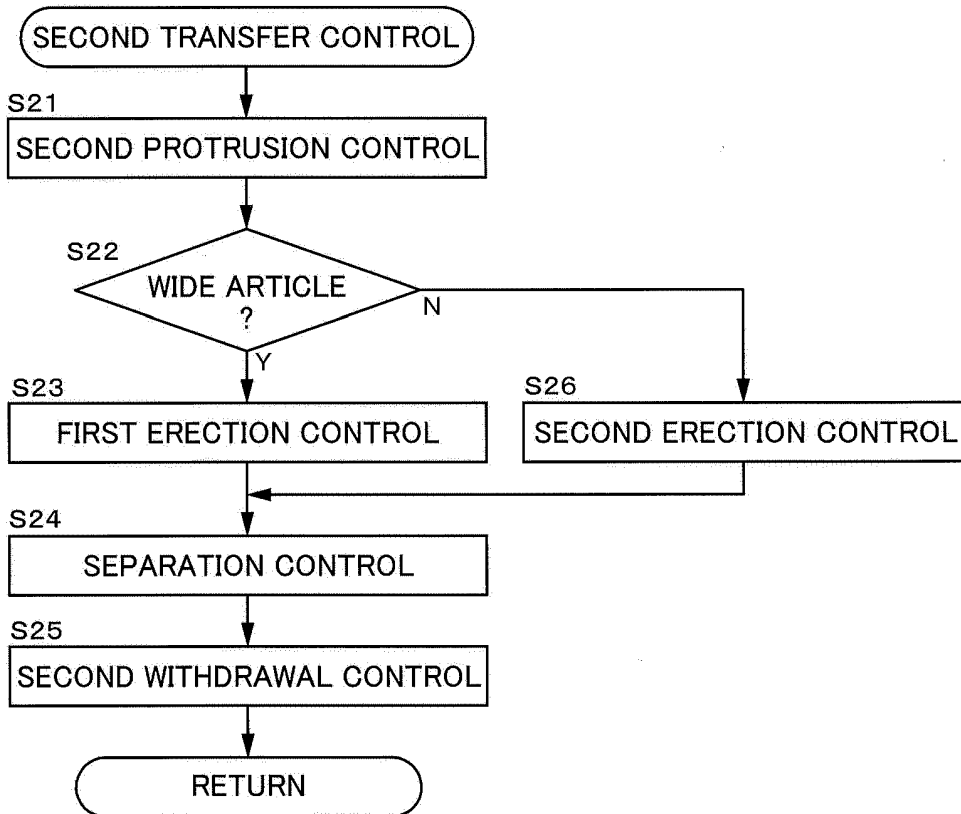 SECOND TRANSFER CONTROL
S21
SECOND PROTRUSION CONTROL
S22
WIDE ARTICLE
?
N
Y
S23
FIRST ERECTION CONTROL
S26
SECOND ERECTION CONTROL
S24
SEPARATION CONTROL
S25
SECOND WITHDRAWAL CONTROL
RETURN